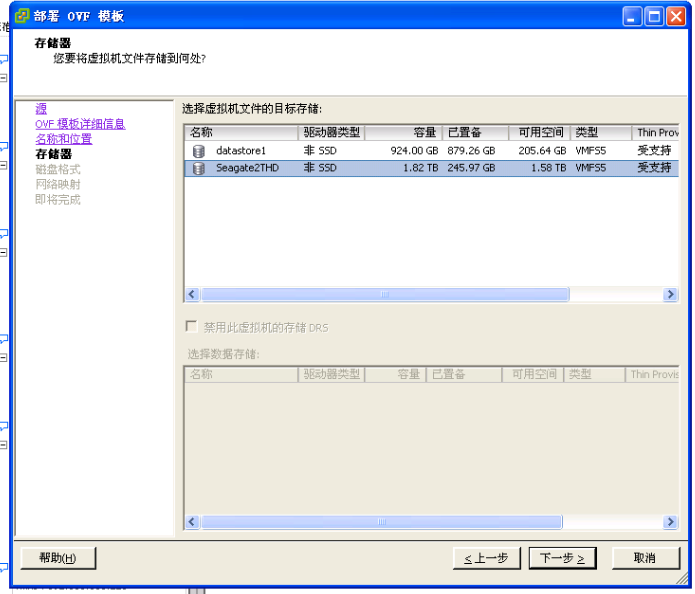 部署 OVF 模板
存储器
您要将虚拟机文件存储到何处?
源
OVF 模板详细信息
名称和位置
存储器
磁盘格式
网络映射
即将完成
选择虚拟机文件的目标存储:
名称 驱动器类型 容量 已置备 可用空间 类型 Thin Prov
datastore1 非 SSD 924.00 GB 879.26 GB 205.64 GB VMFS5 受支持
Seagate2THD 非 SSD 1.82 TB 245.97 GB 1.58 TB VMFS5 受支持
禁用此虚拟机的存储 DRS
选择数据存储:
名称 驱动器类型 容量 已置备 可用空间 类型 Thin Provis
帮助(H) ≤上一步 下一步 ≥ 取消